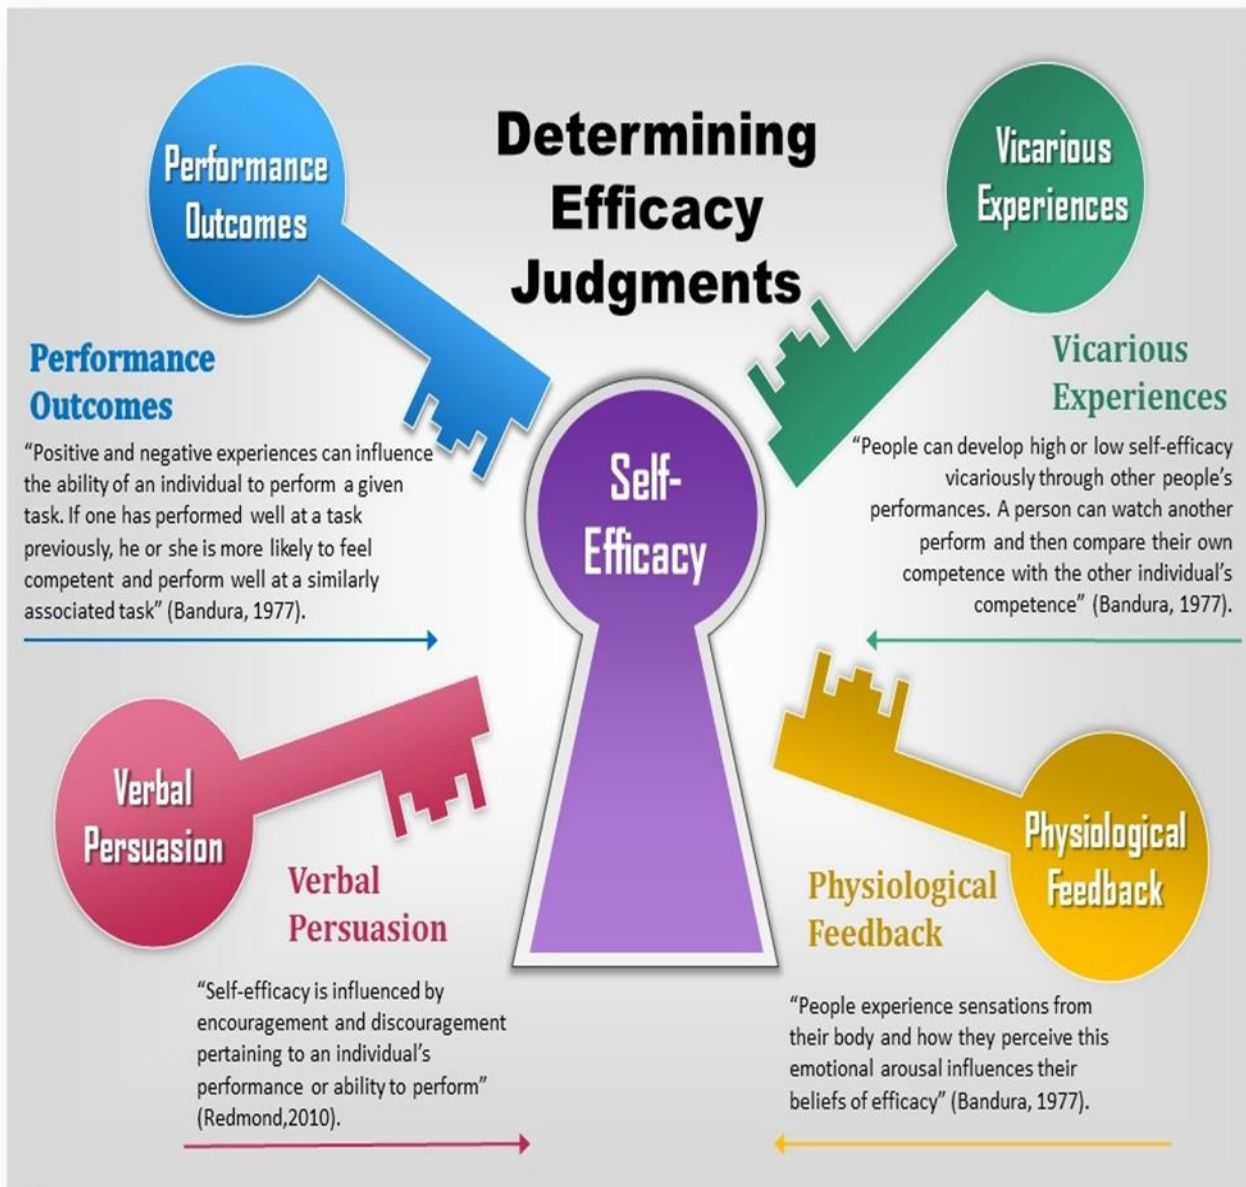 Determining
Efficacy
Judgments
Performance
Outcomes
Vicarious
Experiences
Performance
Outcomes
“Positive and negative experiences can influence
the ability of an individual to perform a given
task. If one has performed well at a task
previously, he or she is more likely to feel
competent and perform well at a similarly
associated task” (Bandura, 1977).
Self-
Efficacy
Vicarious
Experiences
“People can develop high or low self-efficacy
vicariously through other people’s
performances. A person can watch another
perform and then compare their own
competence with the other individual’s
competence” (Bandura, 1977).
Verbal
Persuasion
Verbal
Persuasion
“Self-efficacy is influenced by
encouragement and discouragement
pertaining to an individual’s
performance or ability to perform”
(Redmond,2010).
Physiological
Feedback
Physiological
Feedback
“People experience sensations from
their body and how they perceive this
emotional arousal influences their
beliefs of efficacy” (Bandura, 1977).